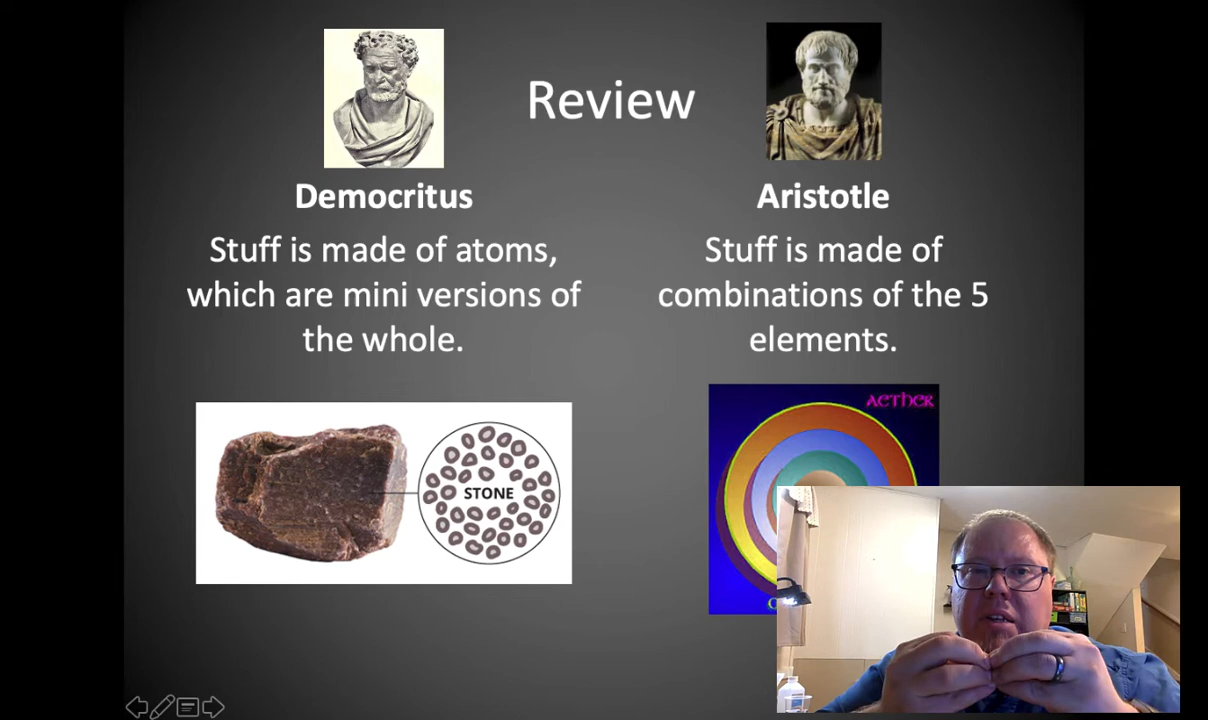 Review
Democritus
Stuff is made of atoms,
which are mini versions of
the whole.
STONE
Aristotle
Stuff is made of
combinations of the 5
elements.
AETHER